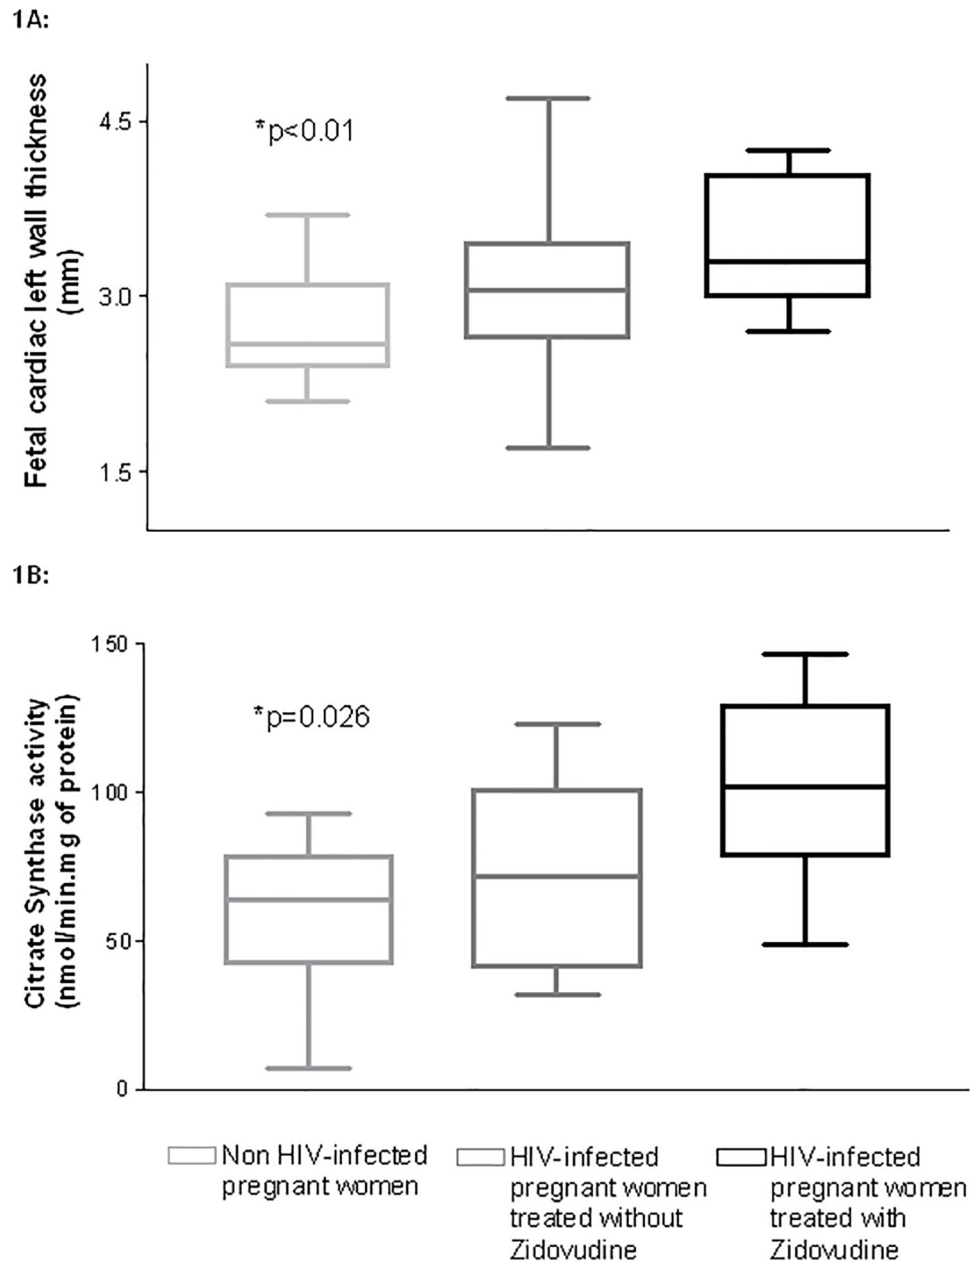 1A:
Fetal cardiac left wall thickness
(mm)
4.5
3.0
1.5
*p<0.01
1B:
Citrate Synthase activity
(nmol/min.mg of protein)
150
100
50
0
*p=0.026
Non HIV-infected
pregnant women
HIV-infected
pregnant women
treated without
Zidovudine
HIV-infected
pregnant women
treated with
Zidovudine